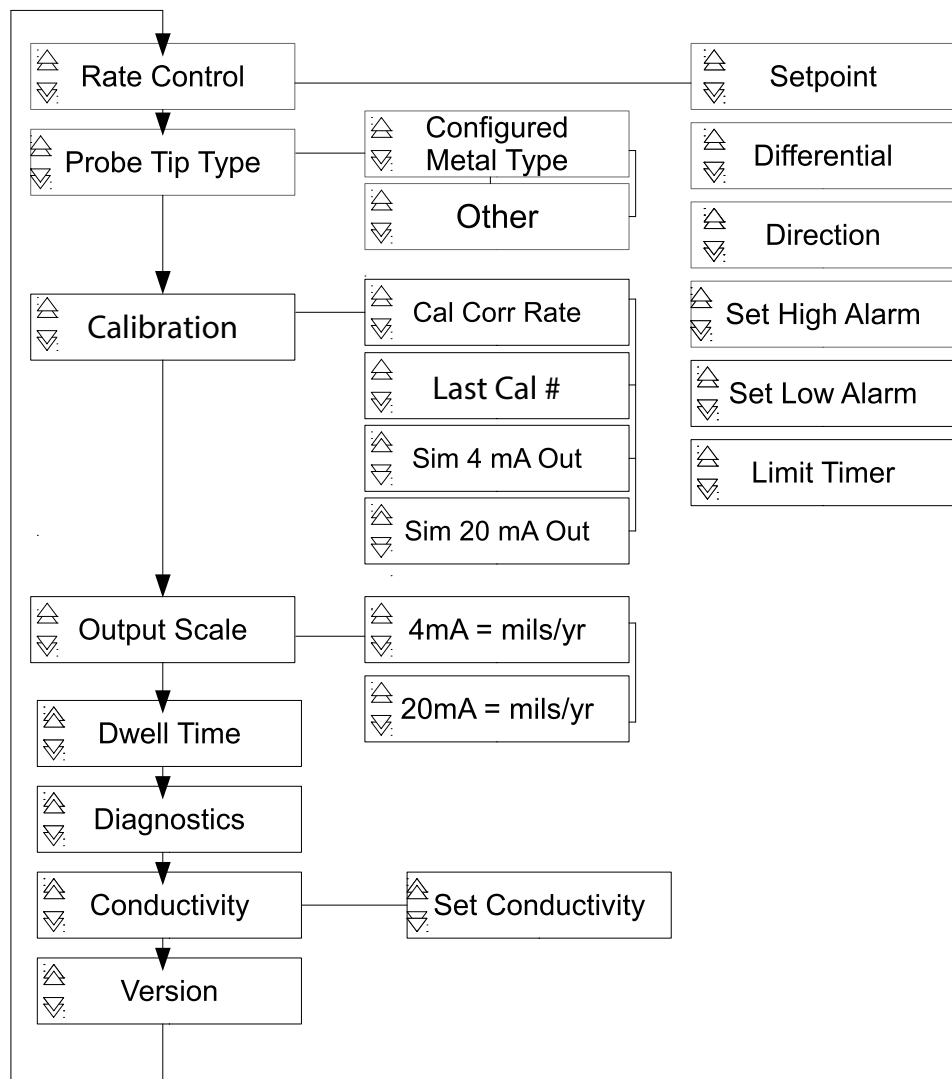 Rate Control
Setpoint
Probe Tip Type
Configured
Metal Type
Other
Differential
Direction
Calibration
Cal Corr Rate
Last Cal #
Sim 4 mA Out
Sim 20 mA Out
Set High Alarm
Set Low Alarm
Limit Timer
Output Scale
4mA = mils/yr
20mA = mils/yr
Dwell Time
Diagnostics
Conductivity
Set Conductivity
Version